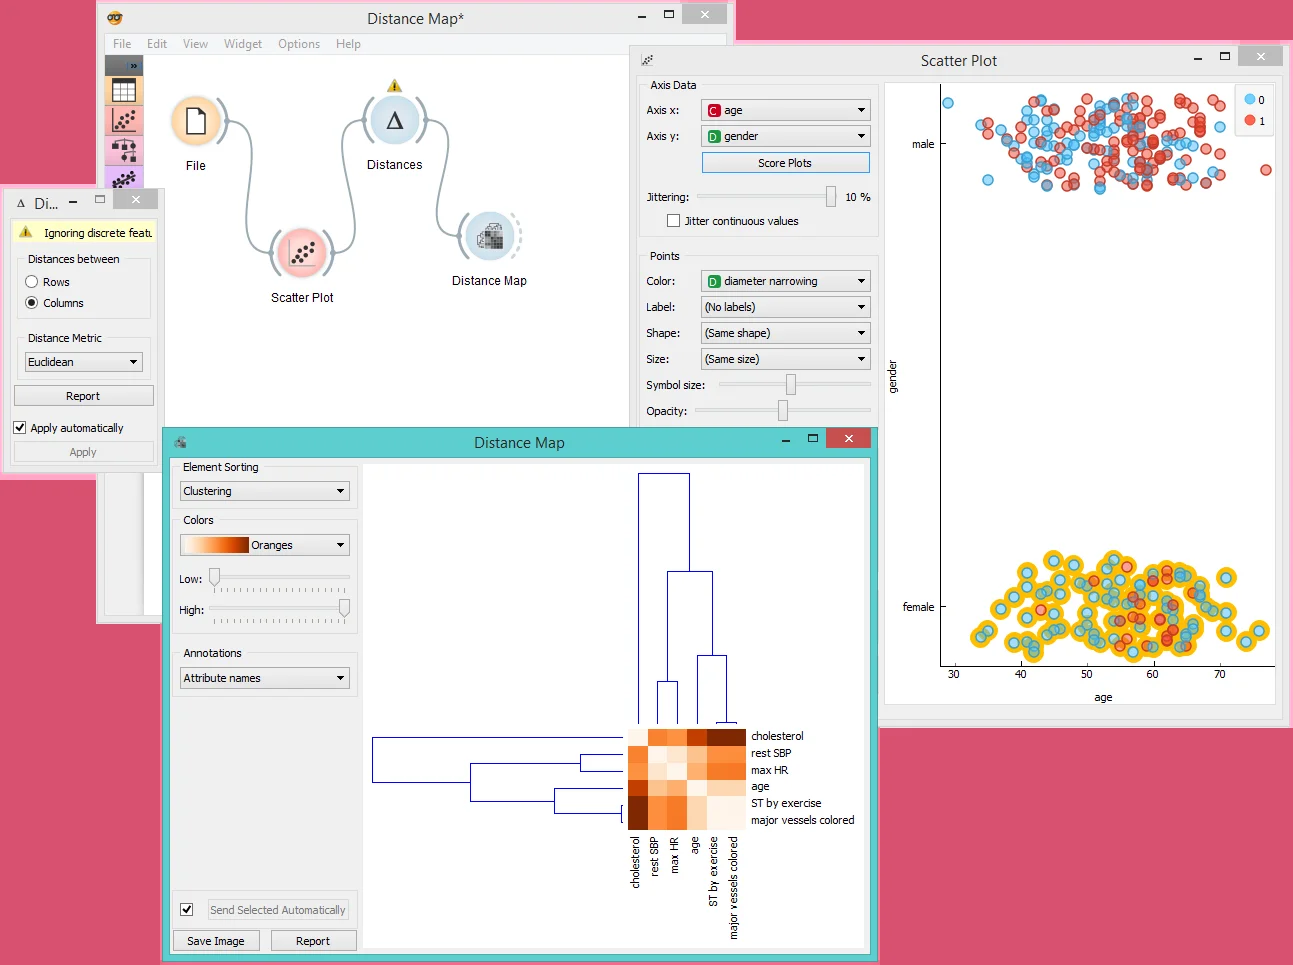 Distance Map*
File Edit View Widget Options Help
»
File
Distances
Δ
Scatter Plot
Distance Map
Δ Di...
Ignoring discrete featu
Distances between
Rows
Columns
Distance Metric
Euclidean
Report
Apply automatically
Apply
Scatter Plot
Axis Data
Axis x: C age
Axis y: D gender
Score Plots
Jittering: 10 %
Jitter continuous values
Points
Color: D diameter narrowing
Label: (No labels)
Shape: (Same shape)
Size: (Same size)
Symbol size:
Opacity:
0
1
male
gender
female
30 40 50 60 70
age
Distance Map
Element Sorting
Clustering
Colors
Oranges
Low:
High:
Annotations
Attribute names
Send Selected Automatically
Save Image Report
cholesterol
rest SBP
max HR
age
ST by exercise
major vessels colored
cholesterol
rest SBP
max HR
age
ST by exercise
major vessels colored